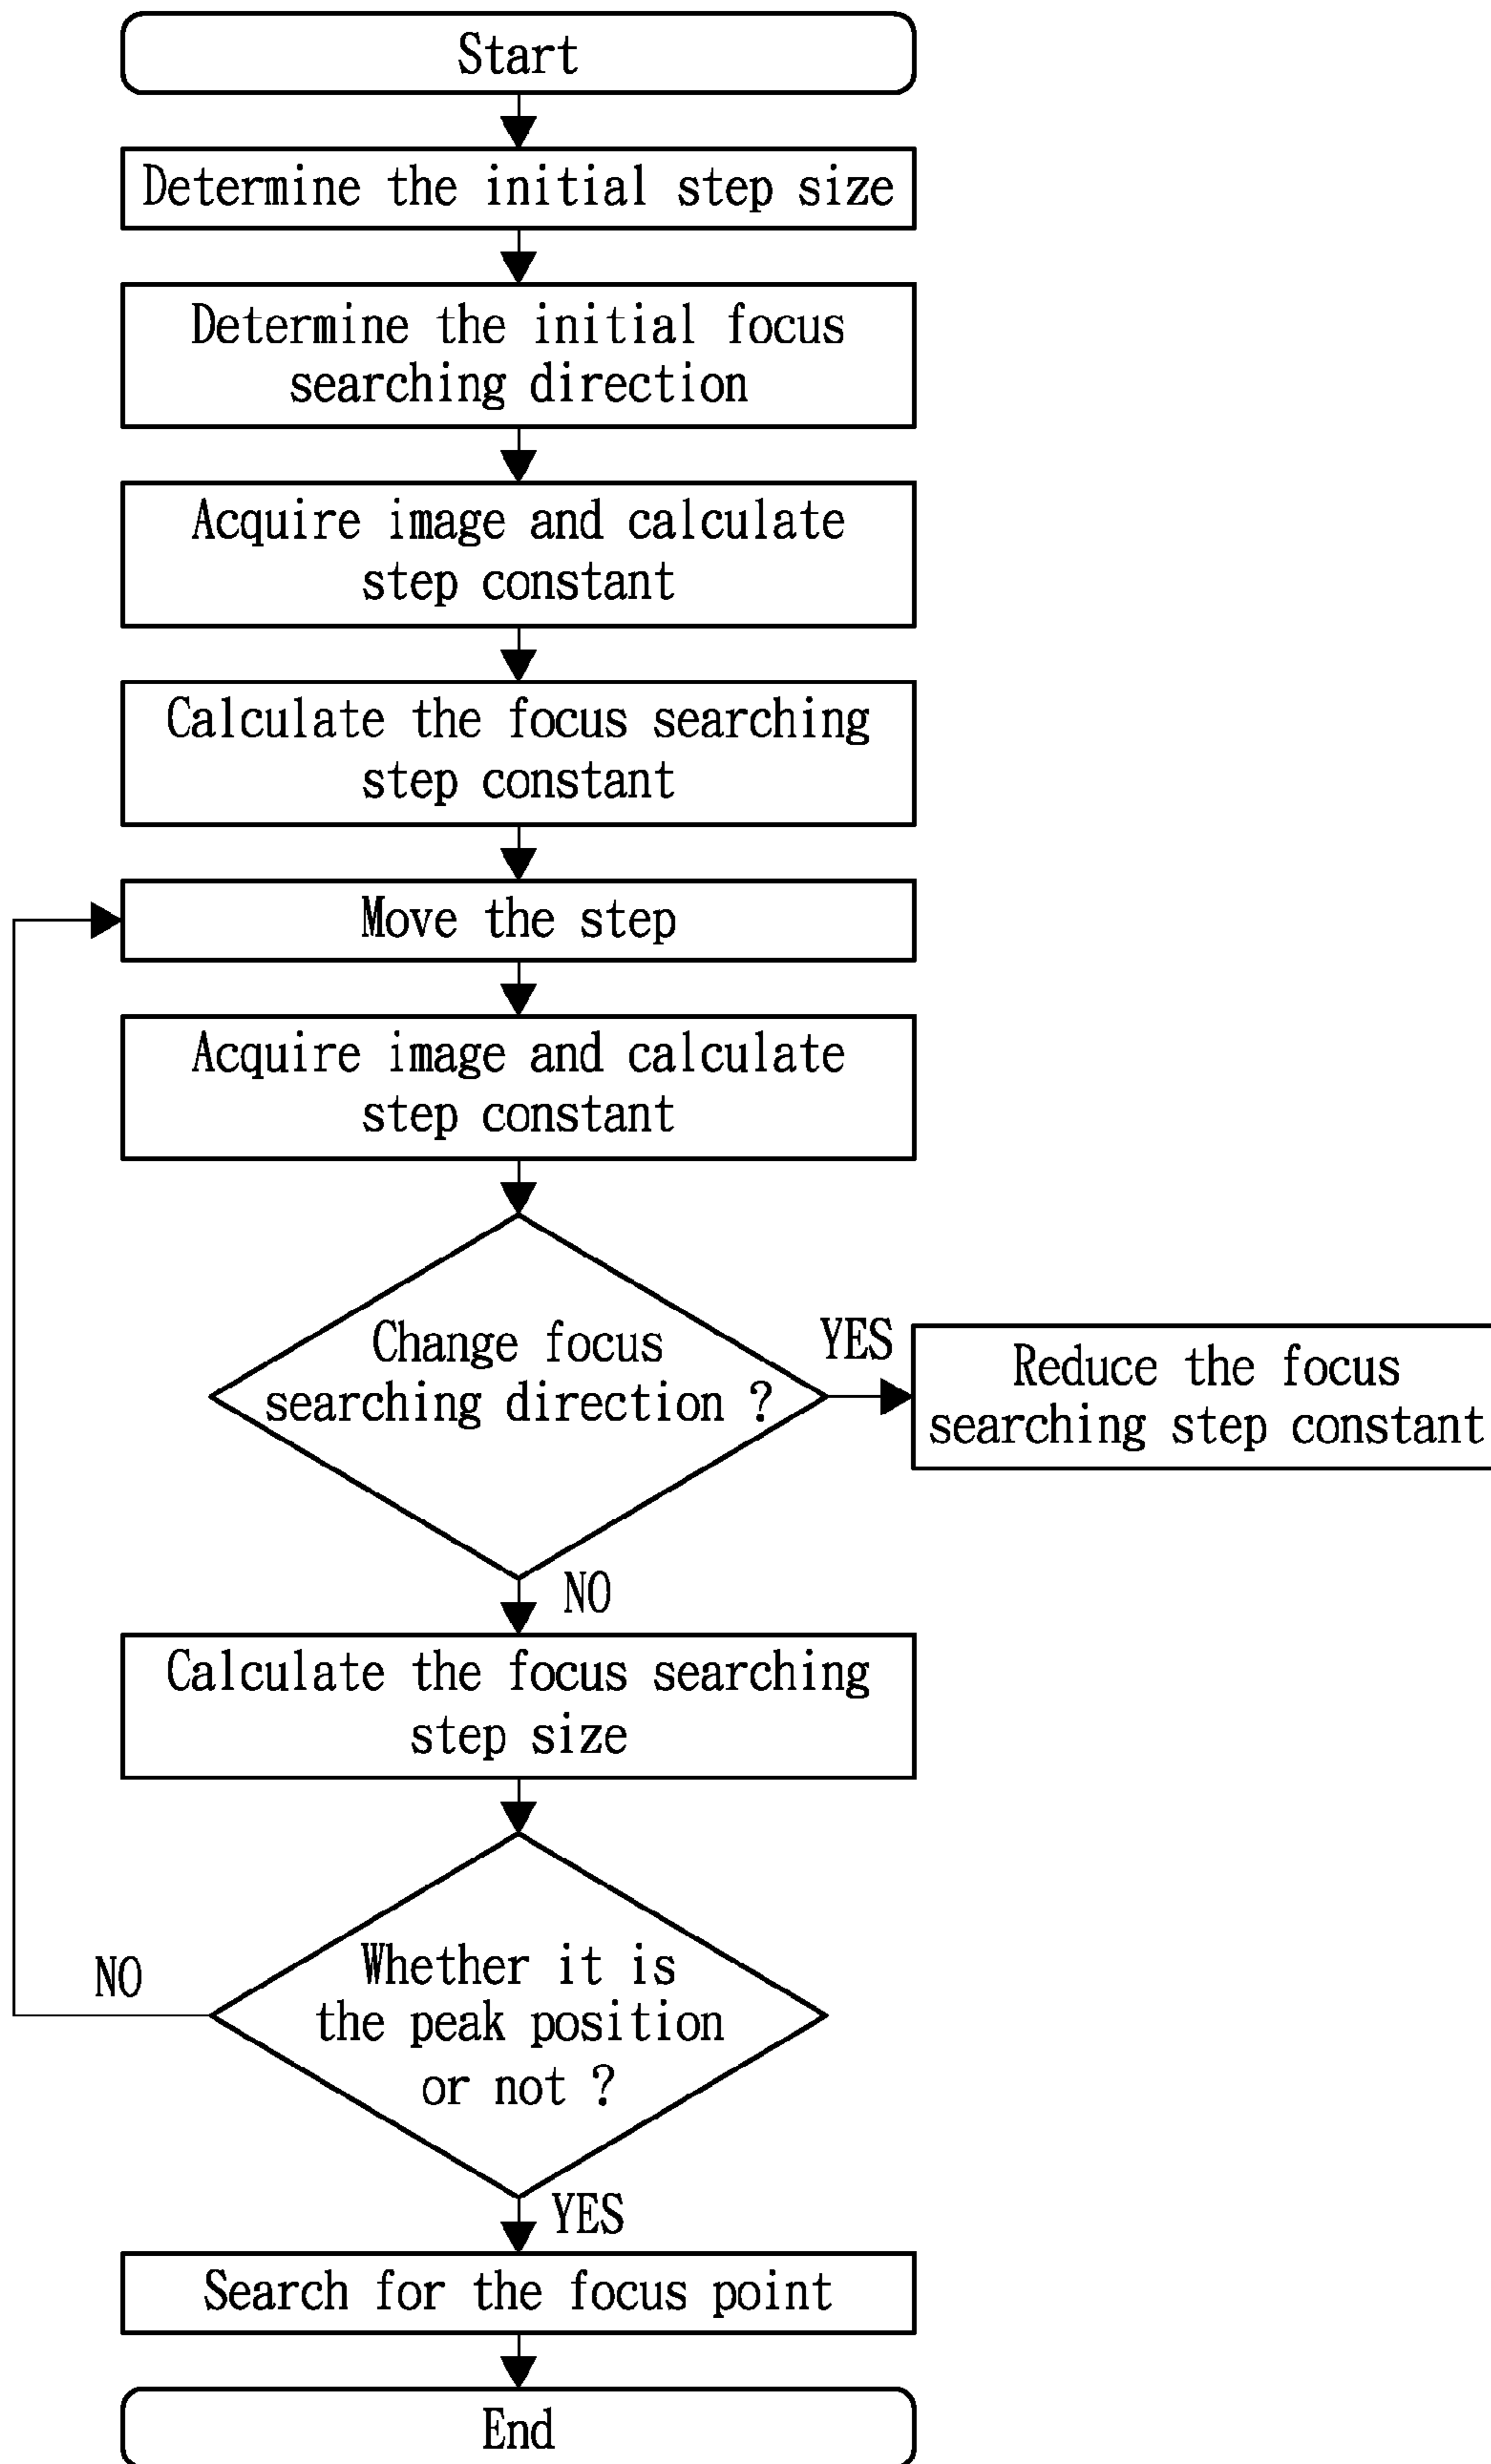 Start
Determine the initial step size
Determine the initial focus
searching direction
Acquire image and calculate
step constant
Calculate the focus searching
step constant
Move the step
Acquire image and calculate
step constant
Change focus
searching direction ?
YES
Reduce the focus
searching step constant
NO
Calculate the focus searching
step size
Whether it is
the peak position
or not ?
NO
YES
Search for the focus point
End